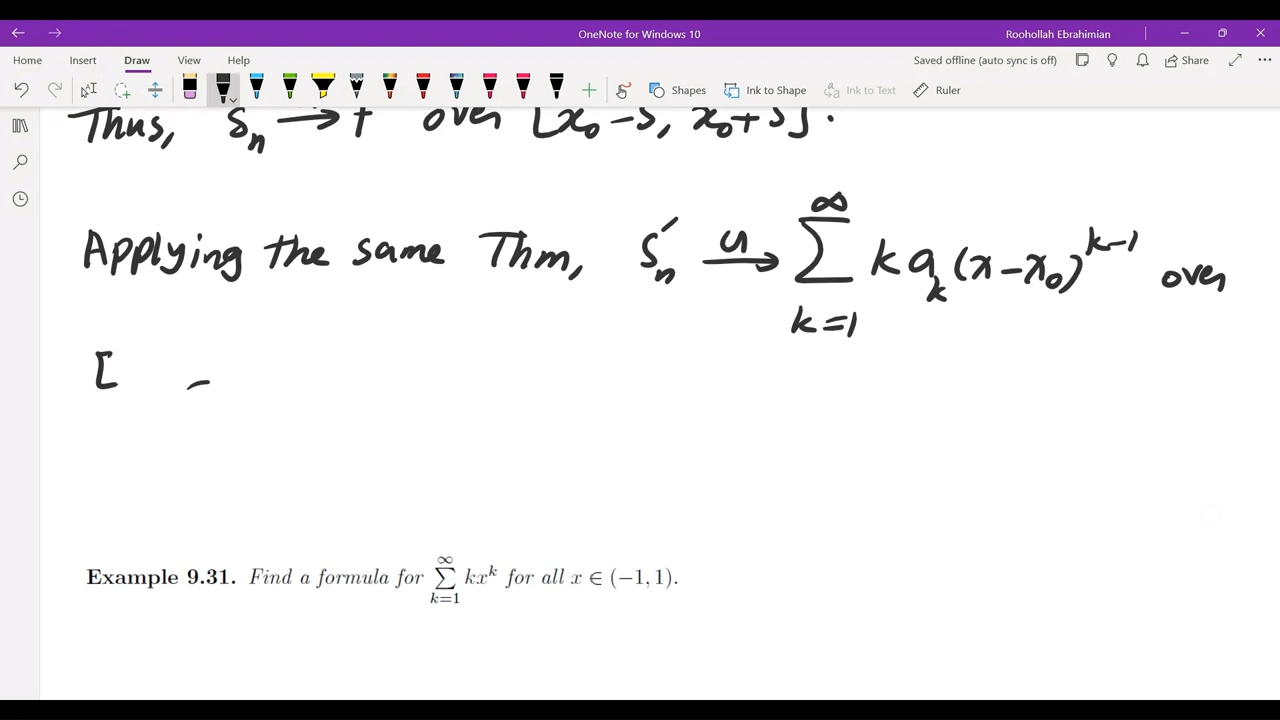 OneNote for Windows 10
Roohollah Ebrahimian
Home Insert Draw View Help
Saved offline (auto sync is off) Share
Shapes Ink to Shape Ink to Text Ruler
Thus, Sₙ → f over [x₀ − S, x₀ + S].
Applying the same Thm, Sₙ′ →ᵘ ∑_{k=1}^{∞} k a_k (x − x₀)^{k−1} over
[ −
Example 9.31. Find a formula for ∑_{k=1}^{∞} kx^k for all x ∈ (−1, 1).